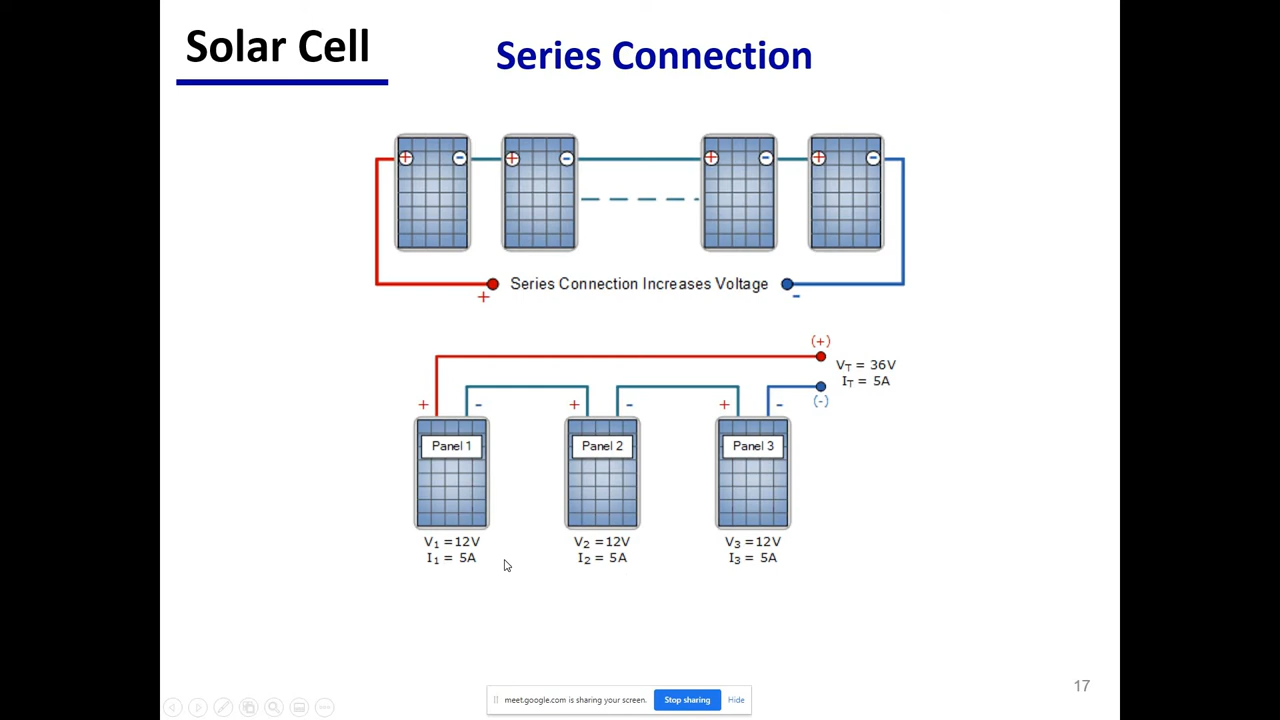 Solar Cell
Series Connection
+ - + - + - + -
Series Connection Increases Voltage
+ -
(+)
V_T = 36V
I_T = 5A
(-)
+ - + - + -
Panel 1 Panel 2 Panel 3
V₁ =12V V₂ =12V V₃ =12V
I₁ = 5A I₂ = 5A I₃ = 5A
17
meet.google.com is sharing your screen. Stop sharing Hide